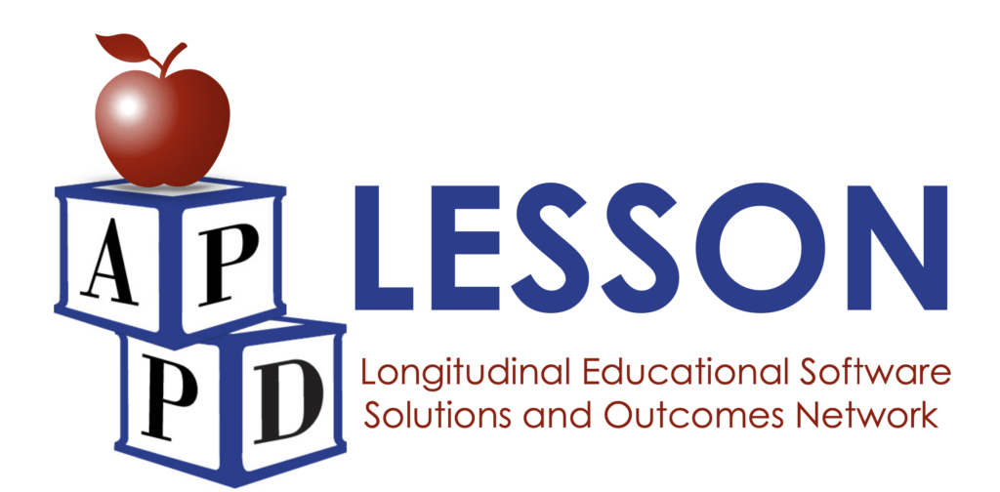 A P
P D
LESSON
Longitudinal Educational Software
Solutions and Outcomes Network